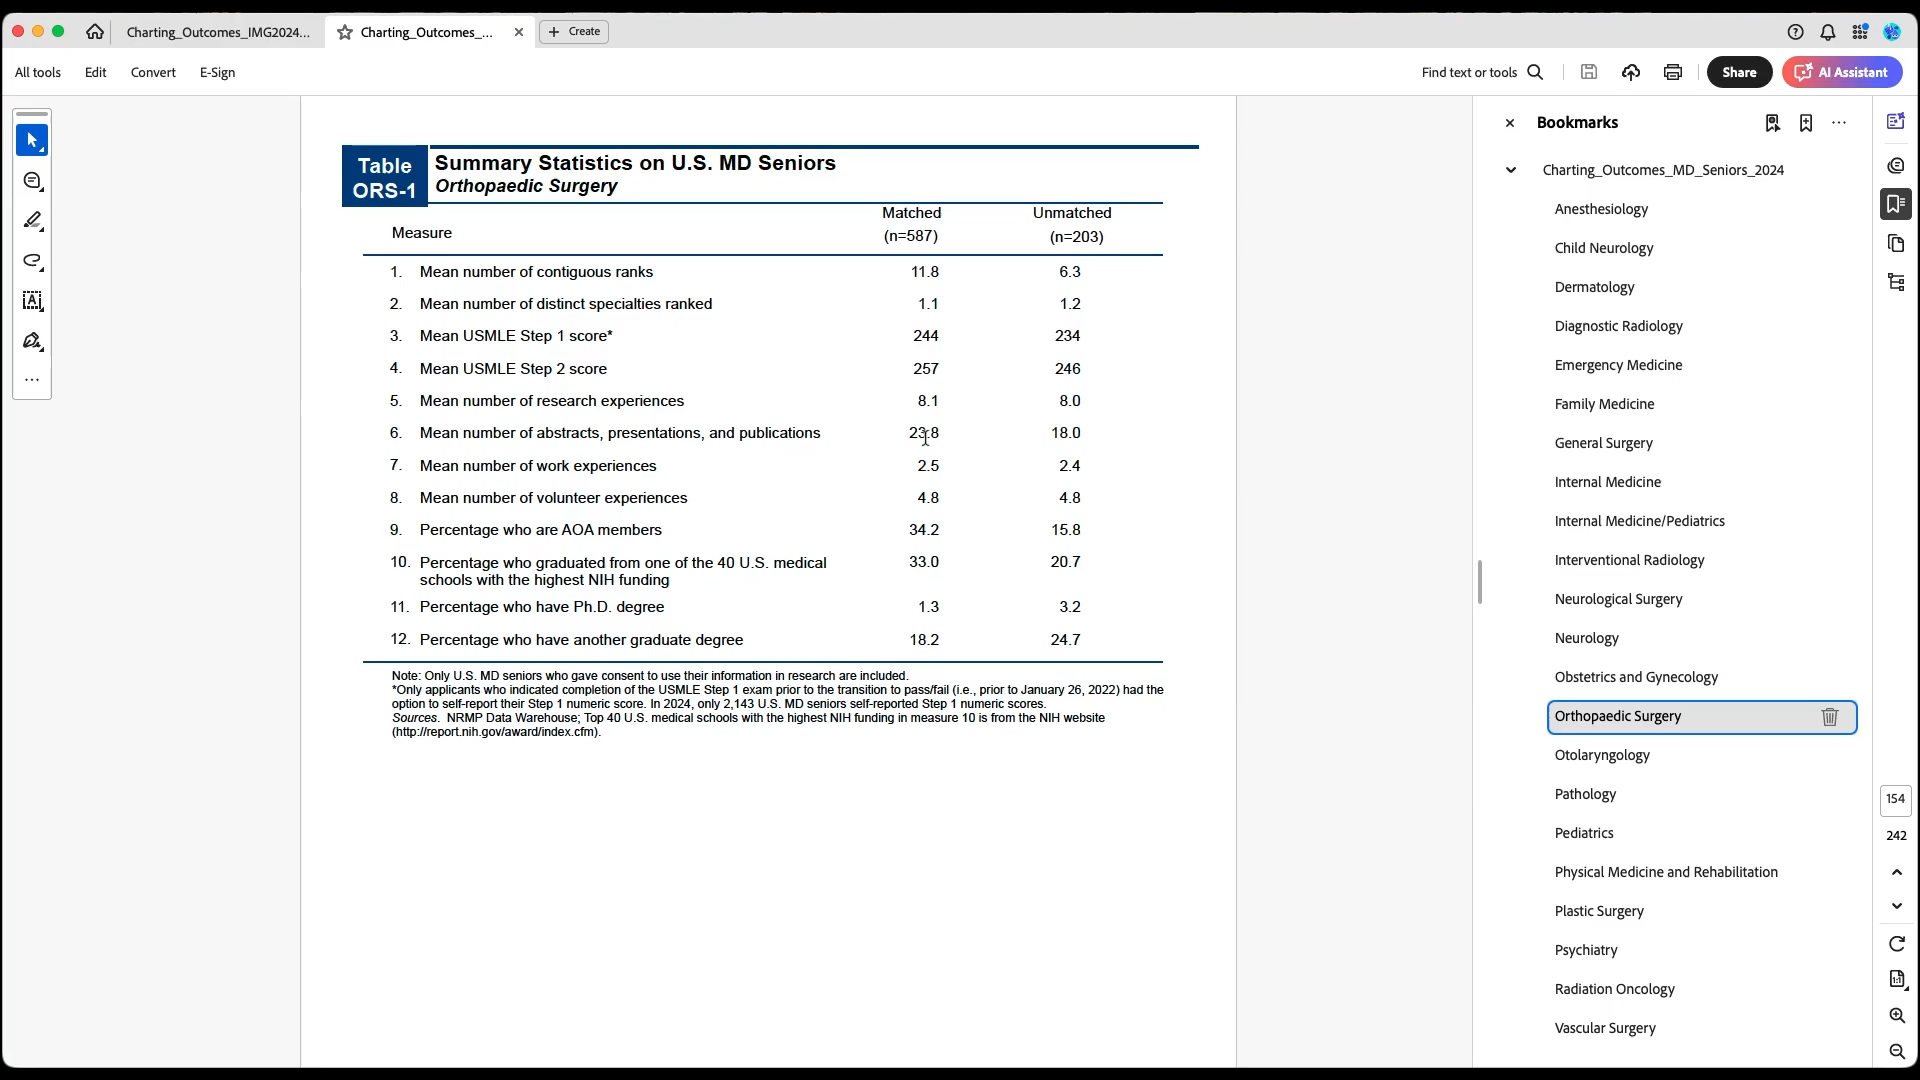 Charting_Outcomes_IMG2024...
Charting_Outcomes_...
Create
All tools
Edit
Convert
E-Sign
Find text or tools
Share
AI Assistant
Table
ORS-1
Summary Statistics on U.S. MD Seniors
Orthopaedic Surgery
Measure
Matched
(n=587)
Unmatched
(n=203)
1. Mean number of contiguous ranks 11.8 6.3
2. Mean number of distinct specialties ranked 1.1 1.2
3. Mean USMLE Step 1 score* 244 234
4. Mean USMLE Step 2 score 257 246
5. Mean number of research experiences 8.1 8.0
6. Mean number of abstracts, presentations, and publications 23.8 18.0
7. Mean number of work experiences 2.5 2.4
8. Mean number of volunteer experiences 4.8 4.8
9. Percentage who are AOA members 34.2 15.8
10. Percentage who graduated from one of the 40 U.S. medical 33.0 20.7
schools with the highest NIH funding
11. Percentage who have Ph.D. degree 1.3 3.2
12. Percentage who have another graduate degree 18.2 24.7
Note: Only U.S. MD seniors who gave consent to use their information in research are included.
*Only applicants who indicated completion of the USMLE Step 1 exam prior to the transition to pass/fail (i.e., prior to January 26, 2022) had the
option to self-report their Step 1 numeric score. In 2024, only 2,143 U.S. MD seniors self-reported Step 1 numeric scores.
Sources. NRMP Data Warehouse; Top 40 U.S. medical schools with the highest NIH funding in measure 10 is from the NIH website
(http://report.nih.gov/award/index.cfm).
Bookmarks
Charting_Outcomes_MD_Seniors_2024
Anesthesiology
Child Neurology
Dermatology
Diagnostic Radiology
Emergency Medicine
Family Medicine
General Surgery
Internal Medicine
Internal Medicine/Pediatrics
Interventional Radiology
Neurological Surgery
Neurology
Obstetrics and Gynecology
Orthopaedic Surgery
Otolaryngology
Pathology
Pediatrics
Physical Medicine and Rehabilitation
Plastic Surgery
Psychiatry
Radiation Oncology
Vascular Surgery
154
242